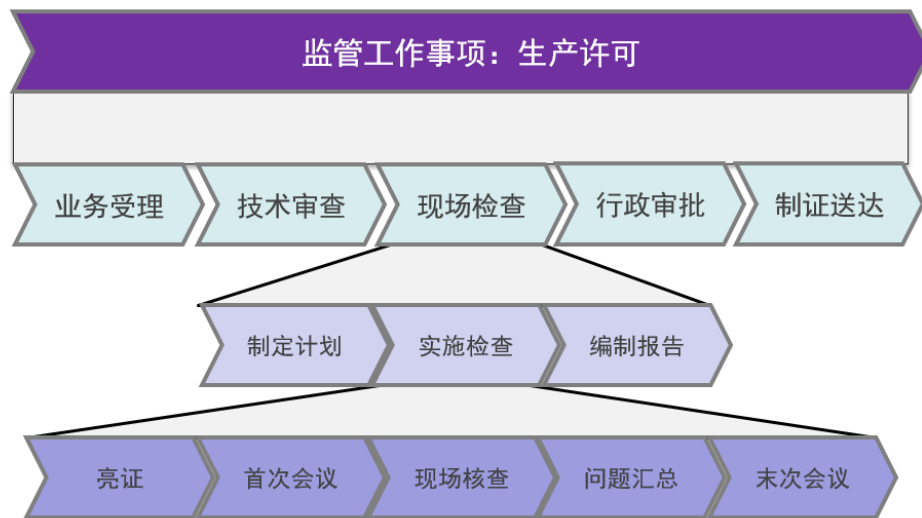 监管工作事项：生产许可
业务受理
技术审查
现场检查
行政审批
制证送达
制定计划
实施检查
编制报告
亮证
首次会议
现场核查
问题汇总
末次会议